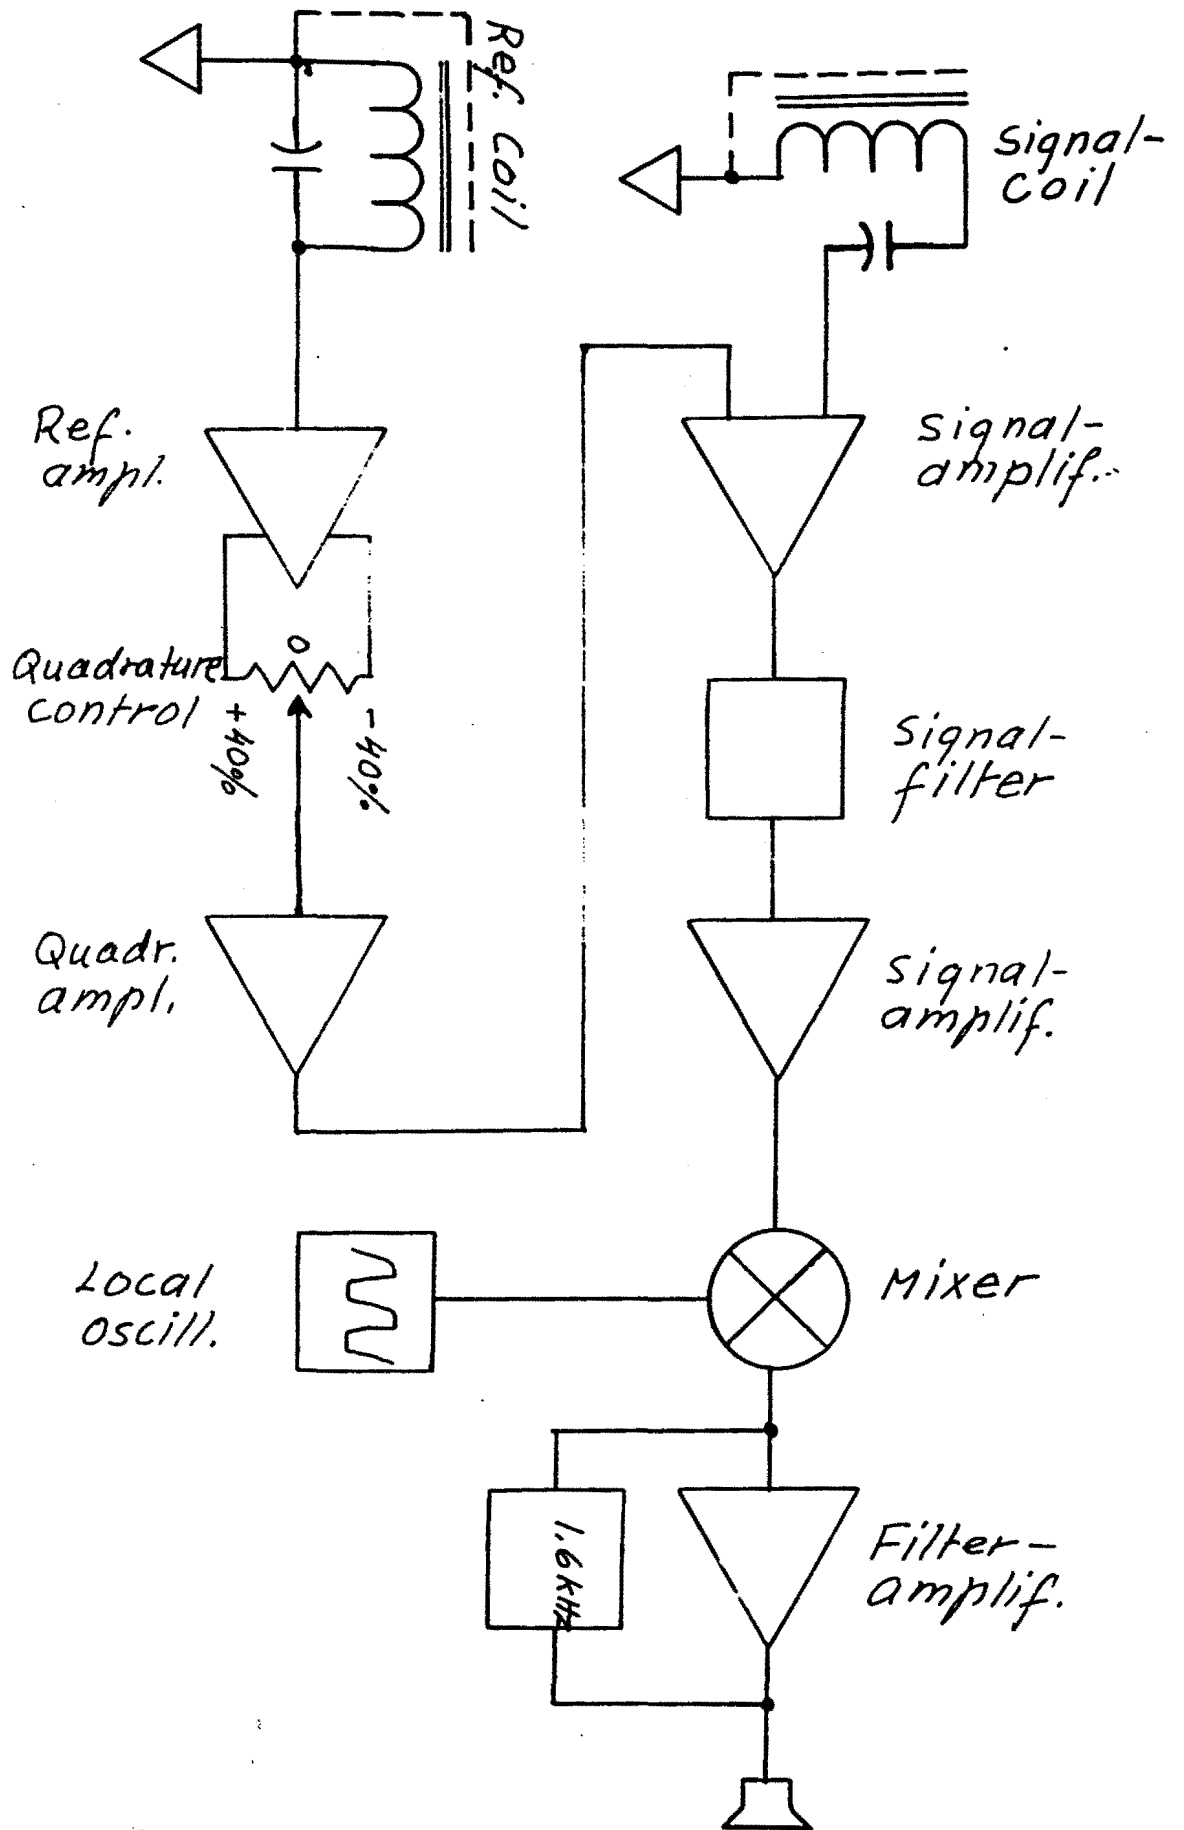 Ref. Coil
Signal-
coil
Ref.
ampl.
Signal-
amplif.
Quadrature
control
O
+40%
-40%
Signal-
filter
Quadr.
ampl.
Signal-
amplif.
Local
oscill.
Mixer
1.6kHz
Filter-
amplif.